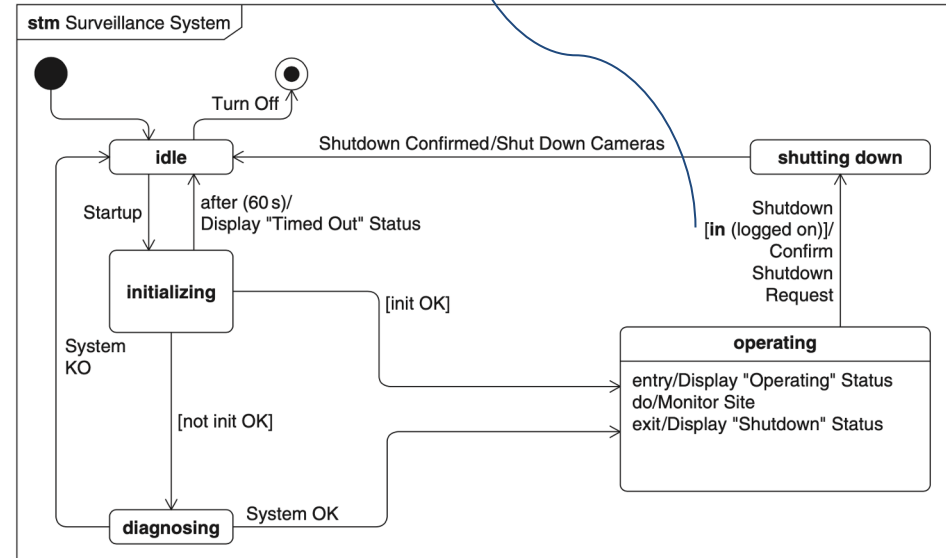 stm Surveillance System
Turn Off
idle
Shutdown Confirmed/Shut Down Cameras
shutting down
Startup
after (60 s)/
Display "Timed Out" Status
Shutdown
[in (logged on)]/
Confirm
Shutdown
Request
initializing
[init OK]
operating
entry/Display "Operating" Status
do/Monitor Site
exit/Display "Shutdown" Status
System
KO
[not init OK]
diagnosing
System OK